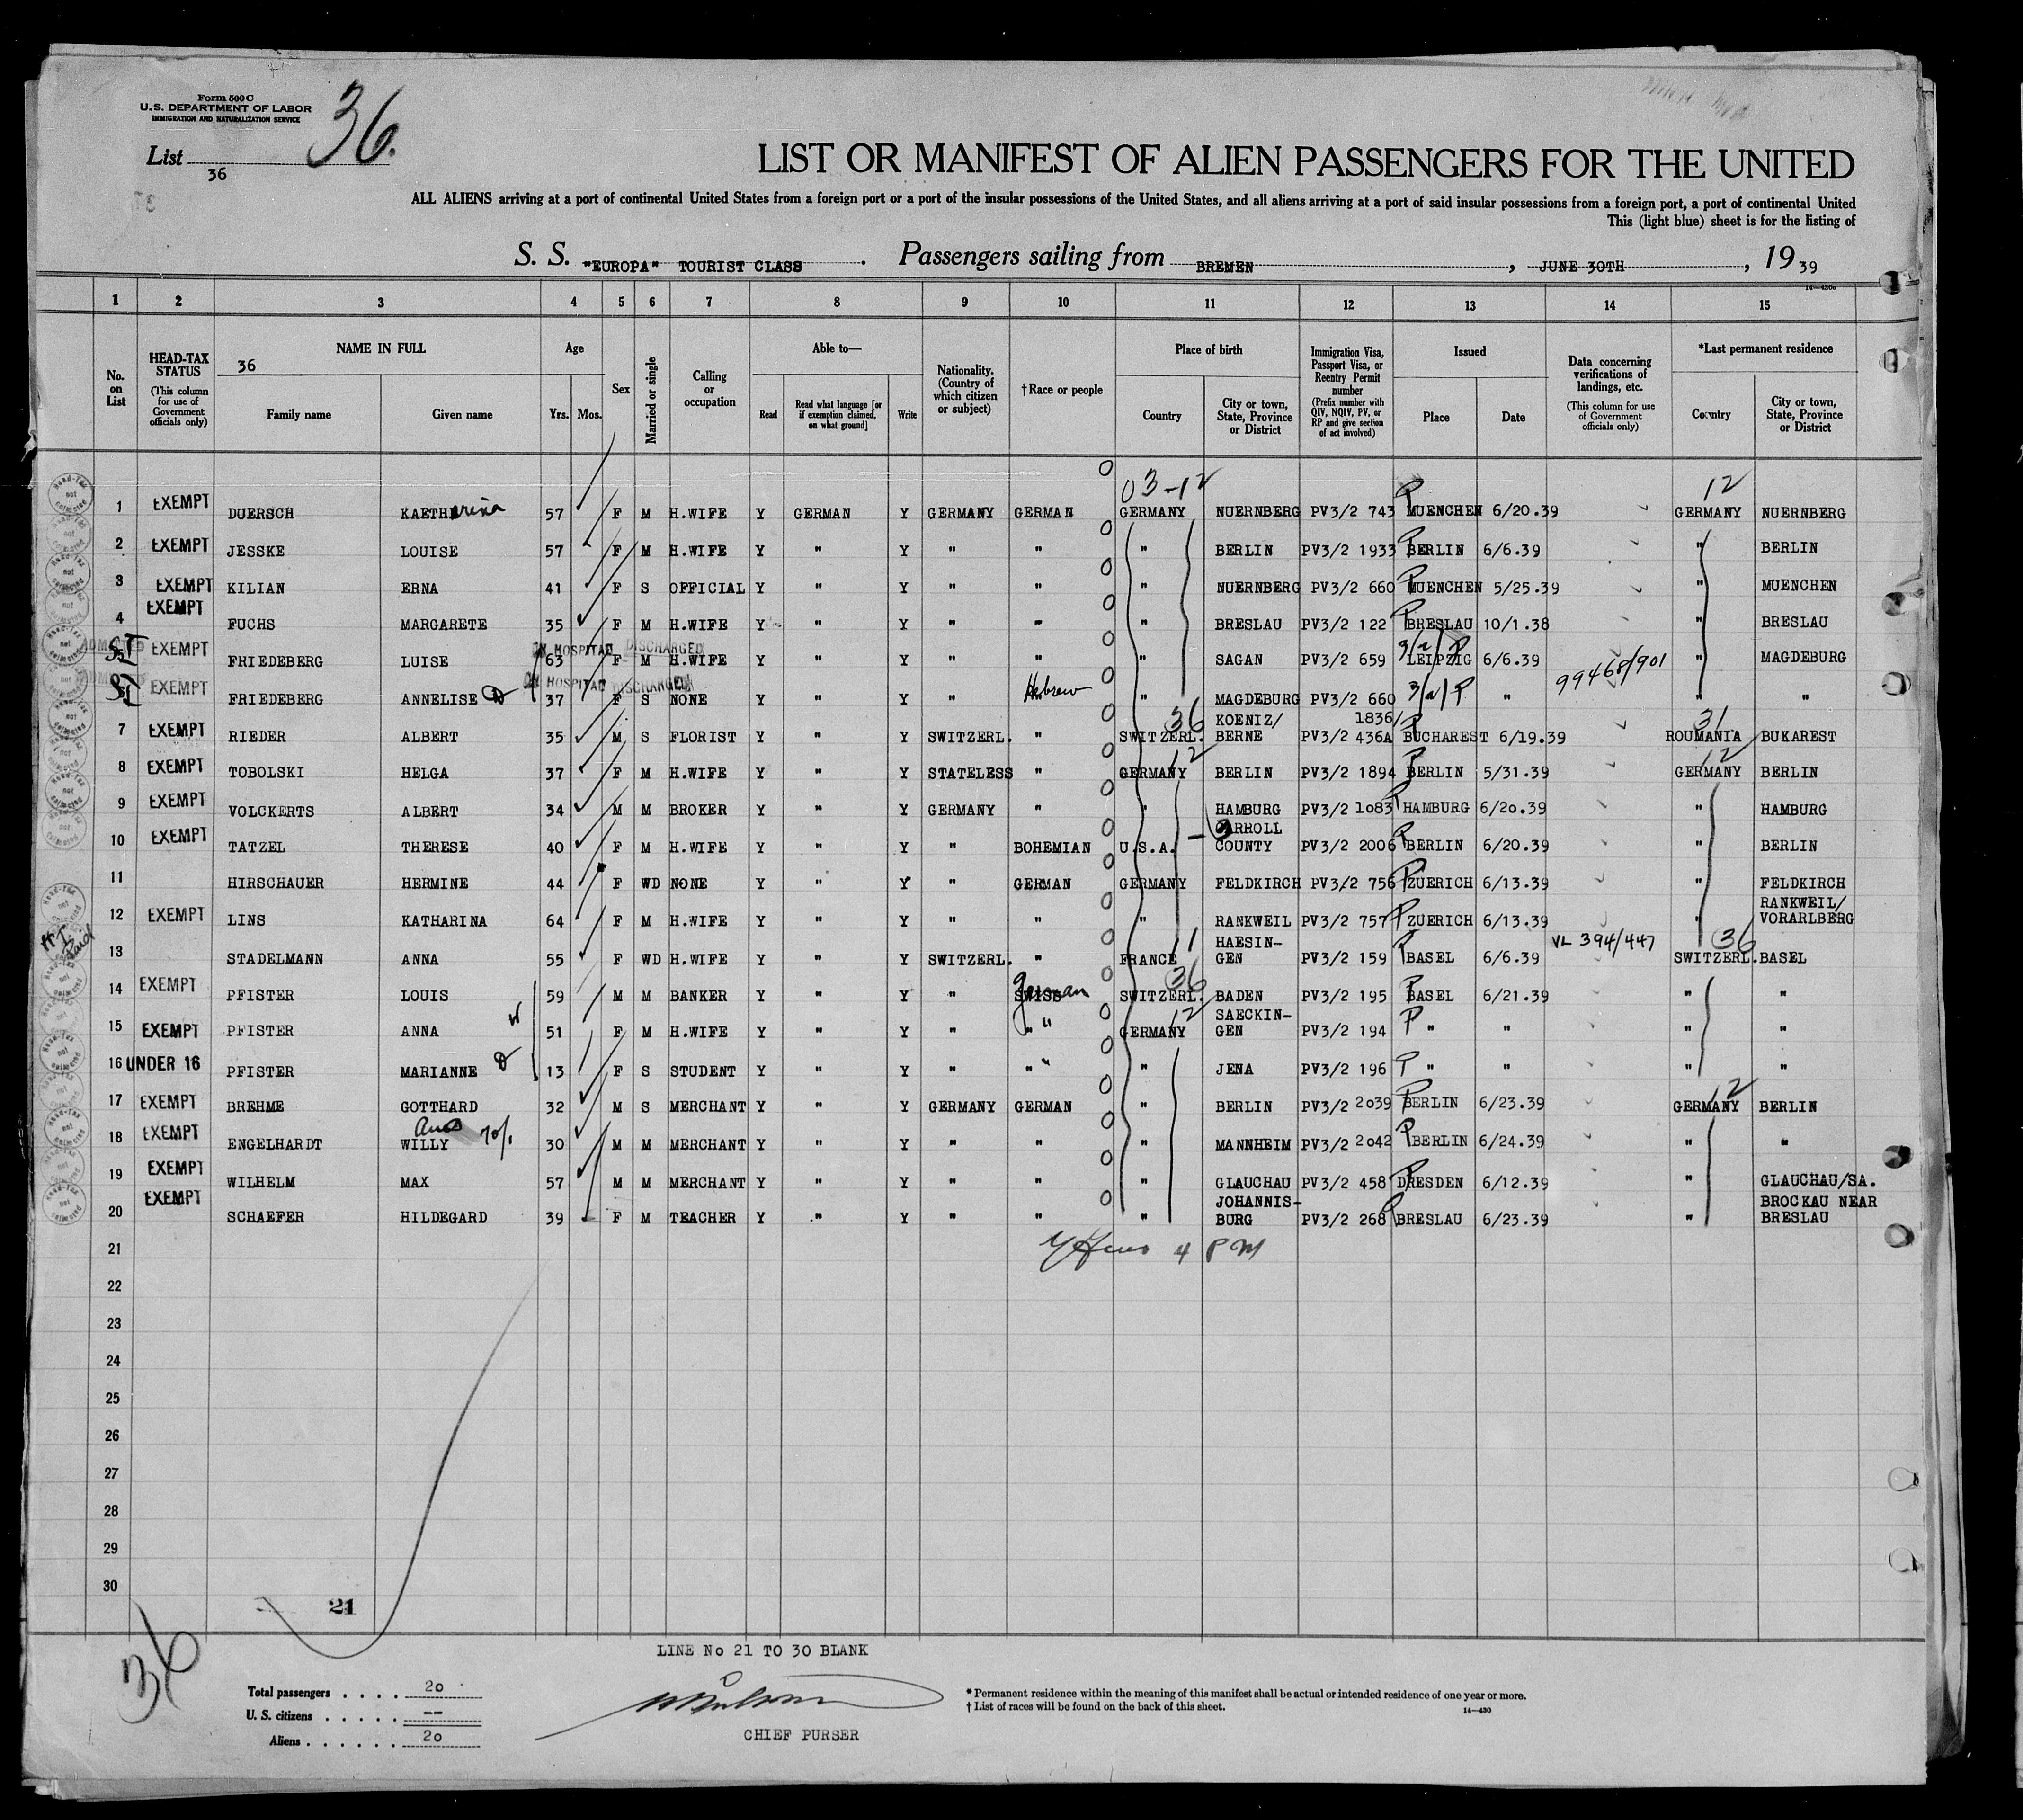 Form 500 C
U.S. DEPARTMENT OF LABOR
IMMIGRATION AND NATURALIZATION SERVICE
36.
List 36
LIST OR MANIFEST OF ALIEN PASSENGERS FOR THE UNITED
ALL ALIENS arriving at a port of continental United States from a foreign port or a port of the insular possessions of the United States, and all aliens arriving at a port of said insular possessions from a foreign port, a port of continental United
This (light blue) sheet is for the listing of
S. S. "EUROPA" TOURIST CLASS. Passengers sailing from BREMEN, JUNE 30TH, 19 39
14—430c
1 2 3 4 5 6 7 8 9 10 11 12 13 14 15
No. on List
HEAD-TAX STATUS (This column for use of Government officials only)
36 NAME IN FULL
Family name Given name
Age Yrs. Mos.
Sex
Married or single
Calling or occupation
Able to—
Read Read what language [or if exemption claimed, on what ground] Write
Nationality. (Country of which citizen or subject)
†Race or people
Place of birth
Country City or town, State, Province or District
Immigration Visa, Passport Visa, or Reentry Permit number (Prefix number with QIV, NQIV, PV, or RP and give section of act involved)
Issued
Place Date
Data concerning verifications of landings, etc. (This column for use of Government officials only)
*Last permanent residence
Country City or town, State, Province or District
03-12 12
1 EXEMPT DUERSCH KAETHarina 57 F M H.WIFE Y GERMAN Y GERMANY GERMAN GERMANY NUERNBERG PV3/2 743 P MUENCHEN 6/20.39 GERMANY NUERNBERG
2 EXEMPT JESSKE LOUISE 57 F M H.WIFE Y " Y " " " BERLIN PV3/2 1933 P BERLIN 6/6.39 " BERLIN
3 EXEMPT KILIAN ERNA 41 F S OFFICIAL Y " Y " " " NUERNBERG PV3/2 660 P MUENCHEN 5/25.39 " MUENCHEN
4 EXEMPT FUCHS MARGARETE 35 F M H.WIFE Y " Y " " " BRESLAU PV3/2 122 P BRESLAU 10/1.38 " BRESLAU
ADMITTED SI IN HOSPITAL DISCHARGED
5 EXEMPT FRIEDEBERG LUISE 63 F M H.WIFE Y " Y " " " SAGAN PV3/2 659 P LEIPZIG 6/6.39 99468/901 " MAGDEBURG
SI IN HOSPITAL DISCHARGED
6 EXEMPT FRIEDEBERG ANNELISE D 37 F S NONE Y " Y " Hebrew " MAGDEBURG PV3/2 660 3/a/P " " "
36 1836/ 31
7 EXEMPT RIEDER ALBERT 35 M S FLORIST Y " Y SWITZERL. " SWITZERL. KOENIZ/ BERNE PV3/2 436A P BUCHAREST 6/19.39 ROUMANIA BUKAREST
12 12
8 EXEMPT TOBOLSKI HELGA 37 F M H.WIFE Y " Y STATELESS " GERMANY BERLIN PV3/2 1894 BERLIN 5/31.39 GERMANY BERLIN
9 EXEMPT VOLCKERTS ALBERT 34 M M BROKER Y " Y GERMANY " " HAMBURG PV3/2 1083 P HAMBURG 6/20.39 " HAMBURG
10 EXEMPT TATZEL THERESE 40 F M H.WIFE Y " Y " BOHEMIAN U.S.A. CARROLL COUNTY PV3/2 2006 P BERLIN 6/20.39 " BERLIN
11 HIRSCHAUER HERMINE 44 F WD NONE Y " Y " GERMAN GERMANY FELDKIRCH PV3/2 756 P ZUERICH 6/13.39 " FELDKIRCH
12 EXEMPT LINS KATHARINA 64 F M H.WIFE Y " Y " " " RANKWEIL PV3/2 757 P ZUERICH 6/13.39 " RANKWEIL/ VORARLBERG
11 VL 394/447 36
13 STADELMANN ANNA 55 F WD H.WIFE Y " Y SWITZERL. " FRANCE HAESIN- GEN PV3/2 159 P BASEL 6/6.39 SWITZERL. BASEL
36
14 EXEMPT PFISTER LOUIS 59 M M BANKER Y " Y " SWISS German SWITZERL. BADEN PV3/2 195 P BASEL 6/21.39 " "
W 12
15 EXEMPT PFISTER ANNA 51 F M H.WIFE Y " Y " " " GERMANY SAECKIN- GEN PV3/2 194 P " " " "
16 UNDER 16 PFISTER MARIANNE D 13 F S STUDENT Y " Y " " " " JENA PV3/2 196 P " " " "
12
17 EXEMPT BREHME GOTTHARD 32 M S MERCHANT Y " Y GERMANY GERMAN " BERLIN PV3/2 2039 P BERLIN 6/23.39 GERMANY BERLIN
18 EXEMPT ENGELHARDT WILLY 30 M M MERCHANT Y " Y " " " MANNHEIM PV3/2 2042 P BERLIN 6/24.39 " "
19 EXEMPT WILHELM MAX 57 M M MERCHANT Y " Y " " " GLAUCHAU PV3/2 458 P DRESDEN 6/12.39 " GLAUCHAU/SA.
20 EXEMPT SCHAEFER HILDEGARD 39 F M TEACHER Y " Y " " " JOHANNIS- BURG PV3/2 268 P BRESLAU 6/23.39 " BROCKAU NEAR BRESLAU
21 4 PM
22
23
24
25
26
27
28
29
30
21
36
LINE No 21 TO 30 BLANK
Total passengers . . . . 20
U. S. citizens . . . . . --
Aliens . . . . . . 20
CHIEF PURSER
* Permanent residence within the meaning of this manifest shall be actual or intended residence of one year or more.
† List of races will be found on the back of this sheet.
14—430